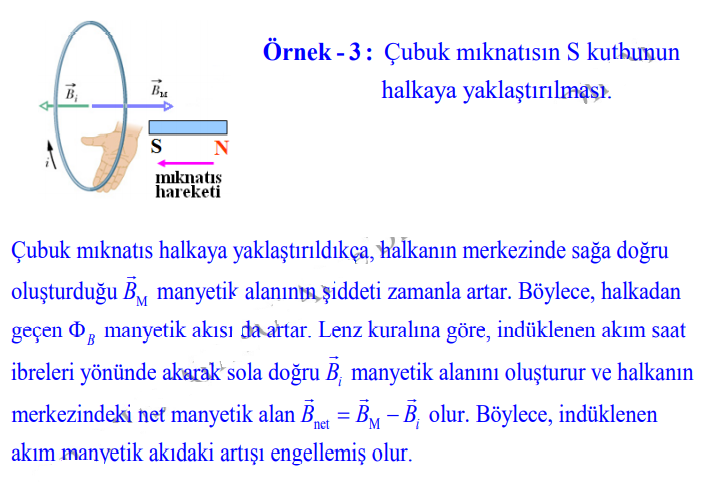 Örnek - 3 : Çubuk mıknatısın S kutbunun
halkaya yaklaştırılması.
B⃗i
B⃗M
S N
i
mıknatıs
hareketi
Çubuk mıknatıs halkaya yaklaştırıldıkça, halkanın merkezinde sağa doğru
oluşturduğu B⃗M manyetik alanının şiddeti zamanla artar. Böylece, halkadan
geçen ΦB manyetik akısı da artar. Lenz kuralına göre, indüklenen akım saat
ibreleri yönünde akarak sola doğru B⃗i manyetik alanını oluşturur ve halkanın
merkezindeki net manyetik alan B⃗net = B⃗M − B⃗i olur. Böylece, indüklenen
akım manyetik akıdaki artışı engellemiş olur.